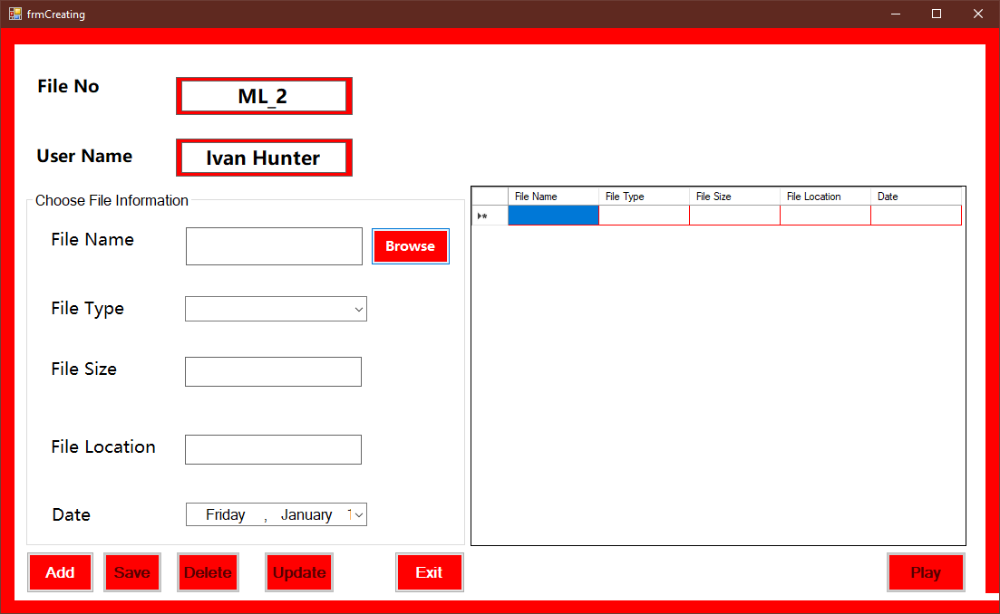 frmCreating
File No
ML_2
User Name
Ivan Hunter
Choose File Information
File Name
Browse
File Type
File Size
File Location
Date
Friday , January
File Name File Type File Size File Location Date
Add Save Delete Update Exit Play